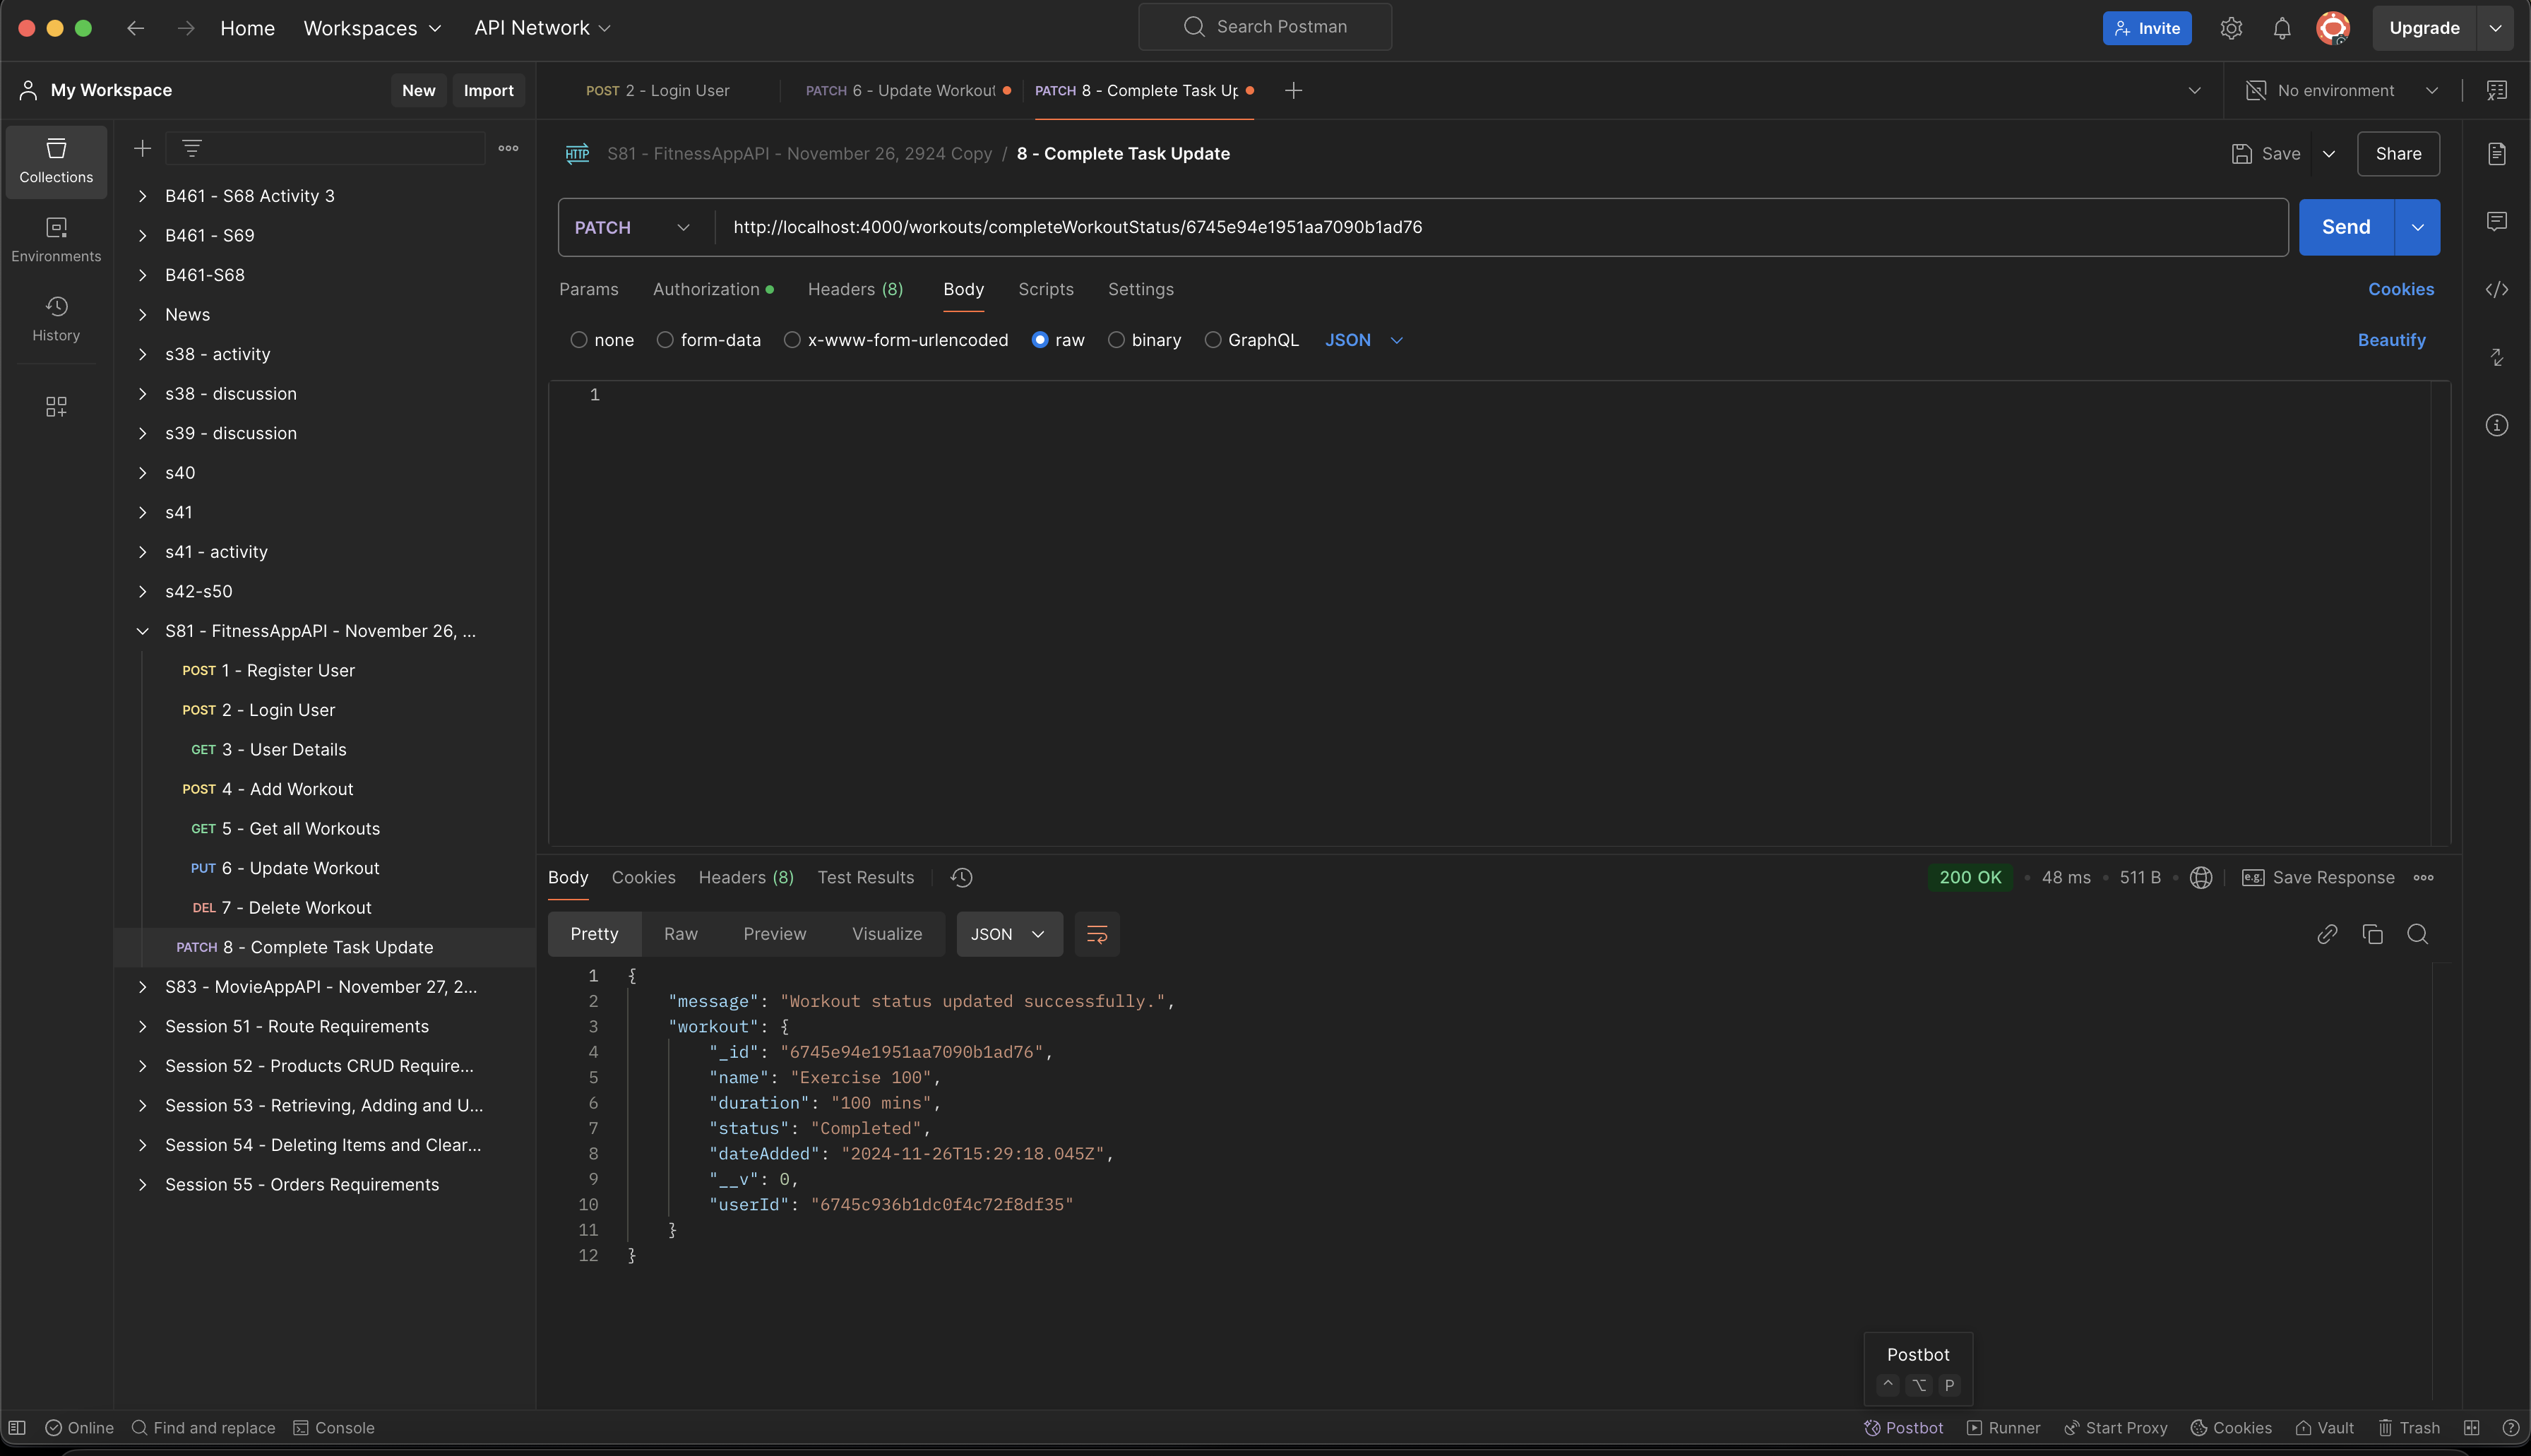 Home Workspaces API Network Search Postman Invite Upgrade
My Workspace New Import
POST 2 - Login User PATCH 6 - Update Workout PATCH 8 - Complete Task Up No environment
Collections
Environments
History
B461 - S68 Activity 3
B461 - S69
B461-S68
News
s38 - activity
s38 - discussion
s39 - discussion
s40
s41
s41 - activity
s42-s50
S81 - FitnessAppAPI - November 26, ...
POST 1 - Register User
POST 2 - Login User
GET 3 - User Details
POST 4 - Add Workout
GET 5 - Get all Workouts
PUT 6 - Update Workout
DEL 7 - Delete Workout
PATCH 8 - Complete Task Update
S83 - MovieAppAPI - November 27, 2...
Session 51 - Route Requirements
Session 52 - Products CRUD Require...
Session 53 - Retrieving, Adding and U...
Session 54 - Deleting Items and Clear...
Session 55 - Orders Requirements
HTTP S81 - FitnessAppAPI - November 26, 2924 Copy / 8 - Complete Task Update Save Share
PATCH http://localhost:4000/workouts/completeWorkoutStatus/6745e94e1951aa7090b1ad76 Send
Params Authorization Headers (8) Body Scripts Settings Cookies
none form-data x-www-form-urlencoded raw binary GraphQL JSON Beautify
1
Body Cookies Headers (8) Test Results 200 OK 48 ms 511 B e.g. Save Response
Pretty Raw Preview Visualize JSON
1 {
2 "message": "Workout status updated successfully.",
3 "workout": {
4 "_id": "6745e94e1951aa7090b1ad76",
5 "name": "Exercise 100",
6 "duration": "100 mins",
7 "status": "Completed",
8 "dateAdded": "2024-11-26T15:29:18.045Z",
9 "__v": 0,
10 "userId": "6745c936b1dc0f4c72f8df35"
11 }
12 }
Postbot
^ ⌥ P
Online Find and replace Console Postbot Runner Start Proxy Cookies Vault Trash